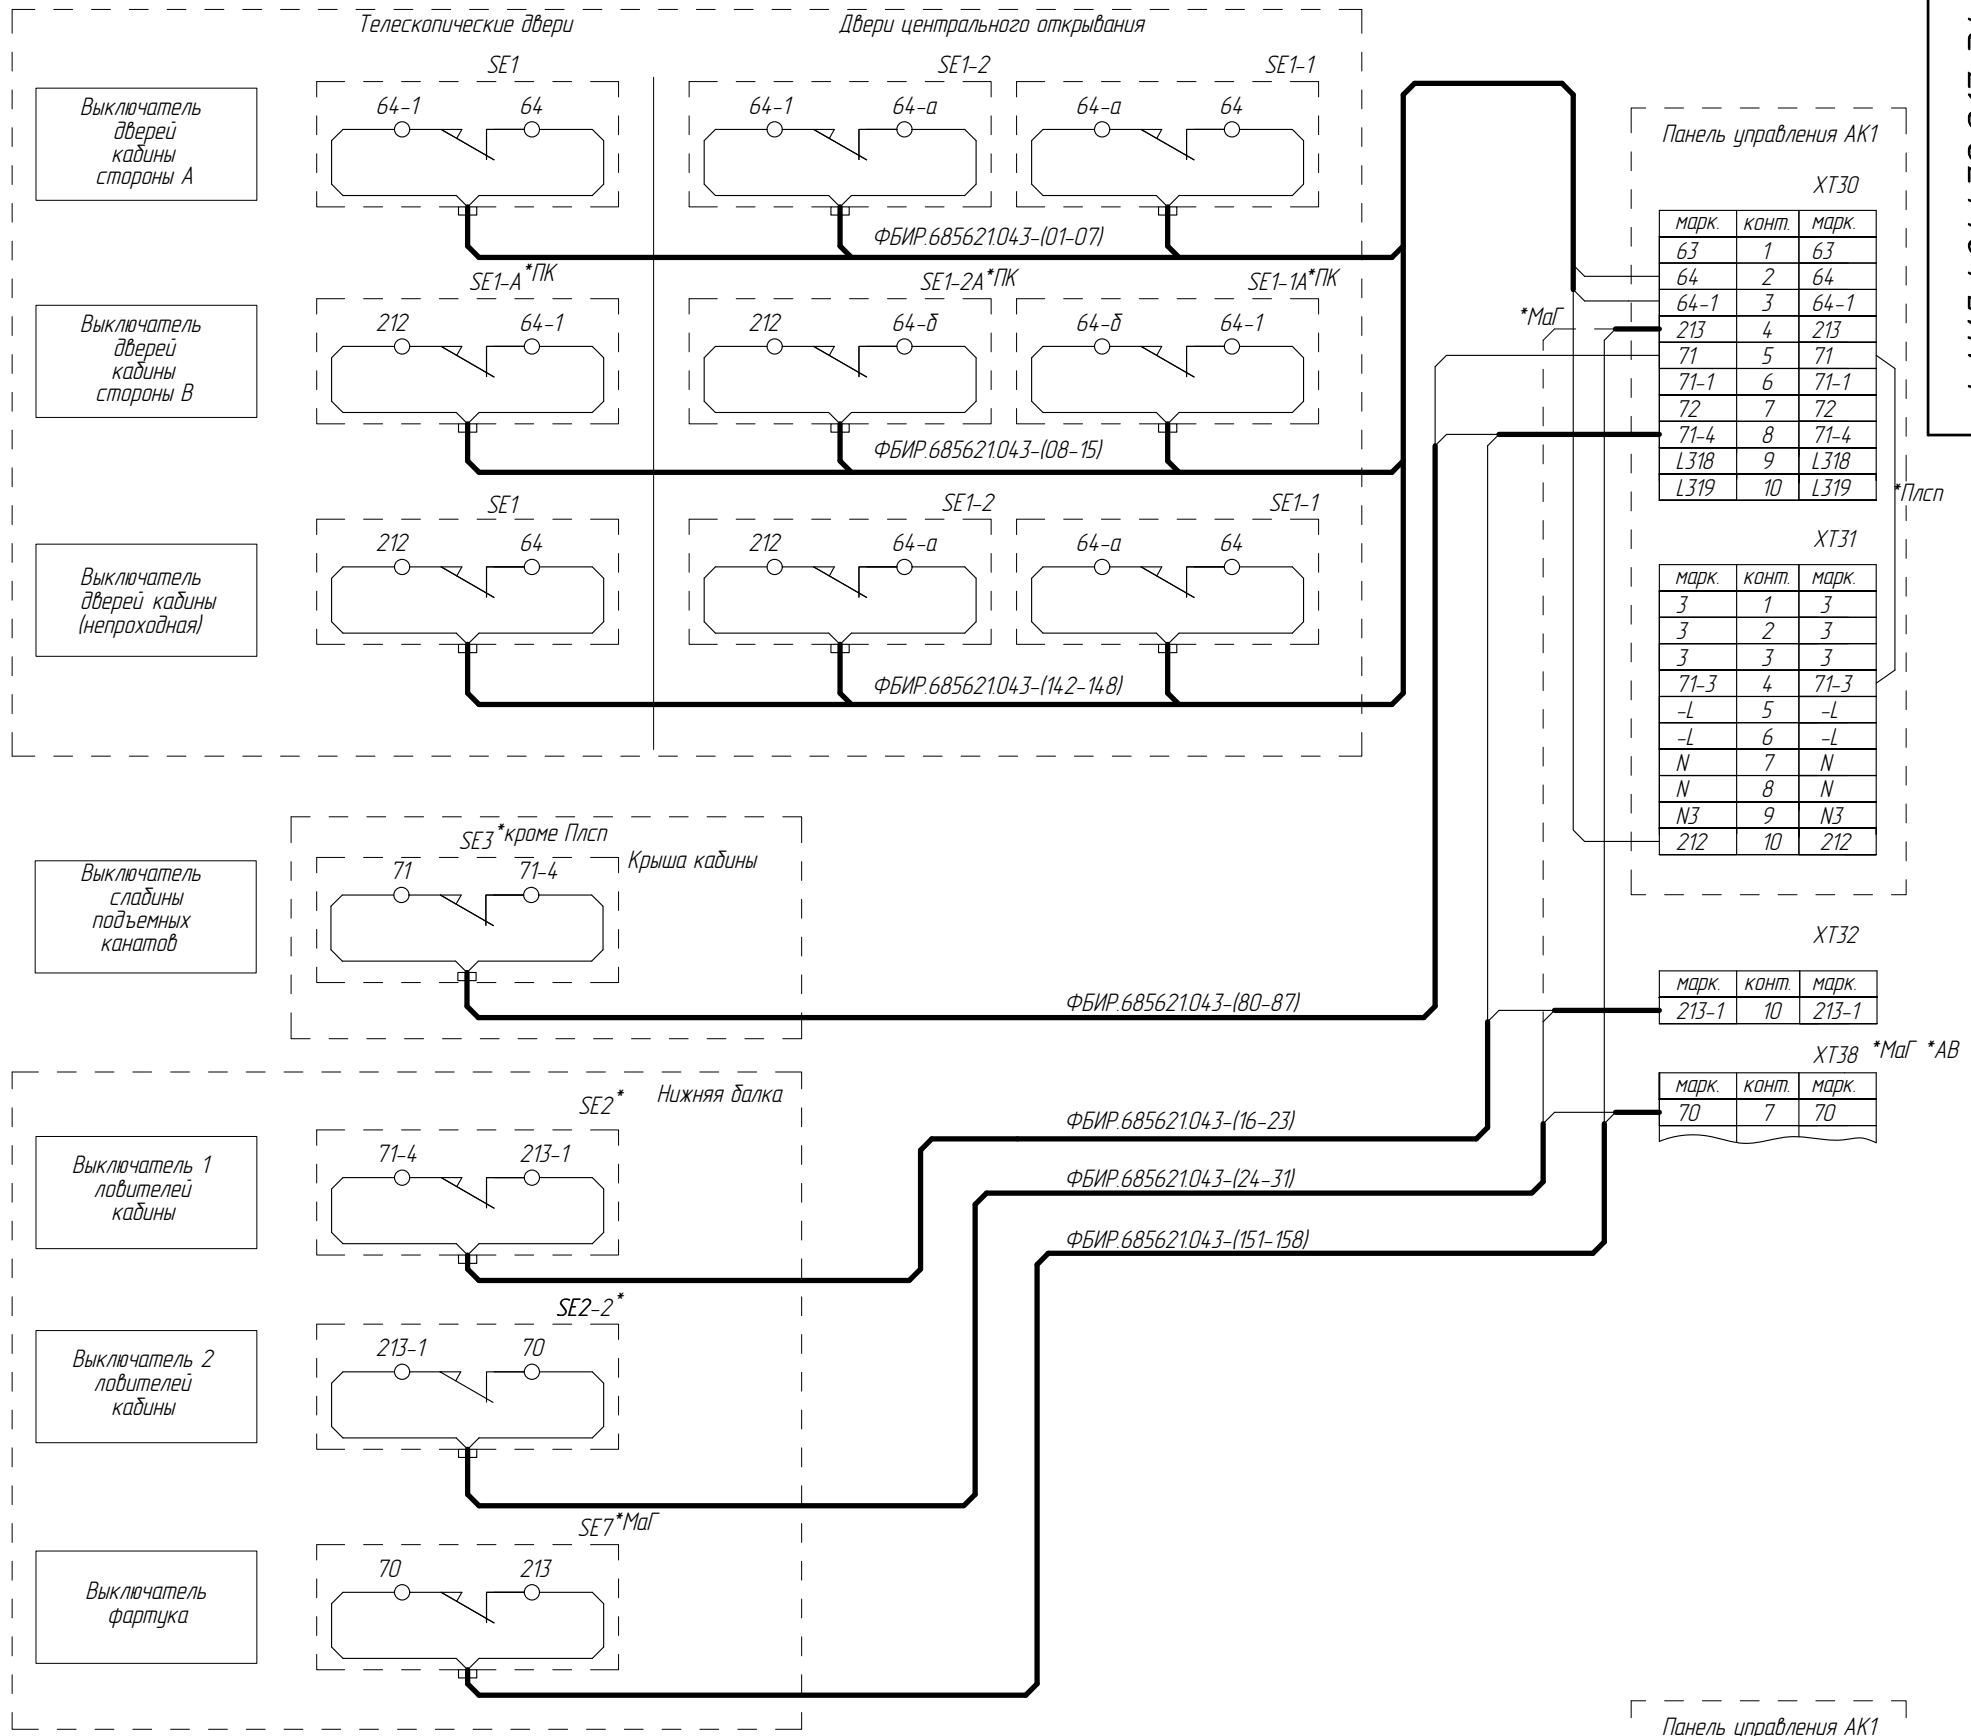 Телескопические двери
Двери центрального открывания
Выключатель
дверей
кабины
стороны А
SE1
64-1 64
SE1-2
64-1 64-а
SE1-1
64-а 64
ФБИР.685621.043-(01-07)
Выключатель
дверей
кабины
стороны В
SE1-А*ПК
212 64-1
SE1-2А*ПК
212 64-б
SE1-1А*ПК
64-б 64-1
ФБИР.685621.043-(08-15)
Выключатель
дверей кабины
(непроходная)
SE1
212 64
SE1-2
212 64-а
SE1-1
64-а 64
ФБИР.685621.043-(142-148)
Панель управления АК1
XT30
марк. конт. марк.
63 1 63
64 2 64
64-1 3 64-1
213 4 213
71 5 71
71-1 6 71-1
72 7 72
71-4 8 71-4
L318 9 L318
L319 10 L319
*МаГ
*Плсп
XT31
марк. конт. марк.
3 1 3
3 2 3
3 3 3
71-3 4 71-3
-L 5 -L
-L 6 -L
N 7 N
N 8 N
N3 9 N3
212 10 212
Выключатель
слабины
подъемных
канатов
SE3*кроме Плсп
Крыша кабины
71 71-4
ФБИР.685621.043-(80-87)
XT32
марк. конт. марк.
213-1 10 213-1
XT38 *МаГ *АВ
марк. конт. марк.
70 7 70
Нижняя балка
Выключатель 1
ловителей
кабины
SE2*
71-4 213-1
ФБИР.685621.043-(16-23)
ФБИР.685621.043-(24-31)
ФБИР.685621.043-(151-158)
Выключатель 2
ловителей
кабины
SE2-2*
213-1 70
Выключатель
фартука
SE7*МаГ
70 213
Панель управления АК1